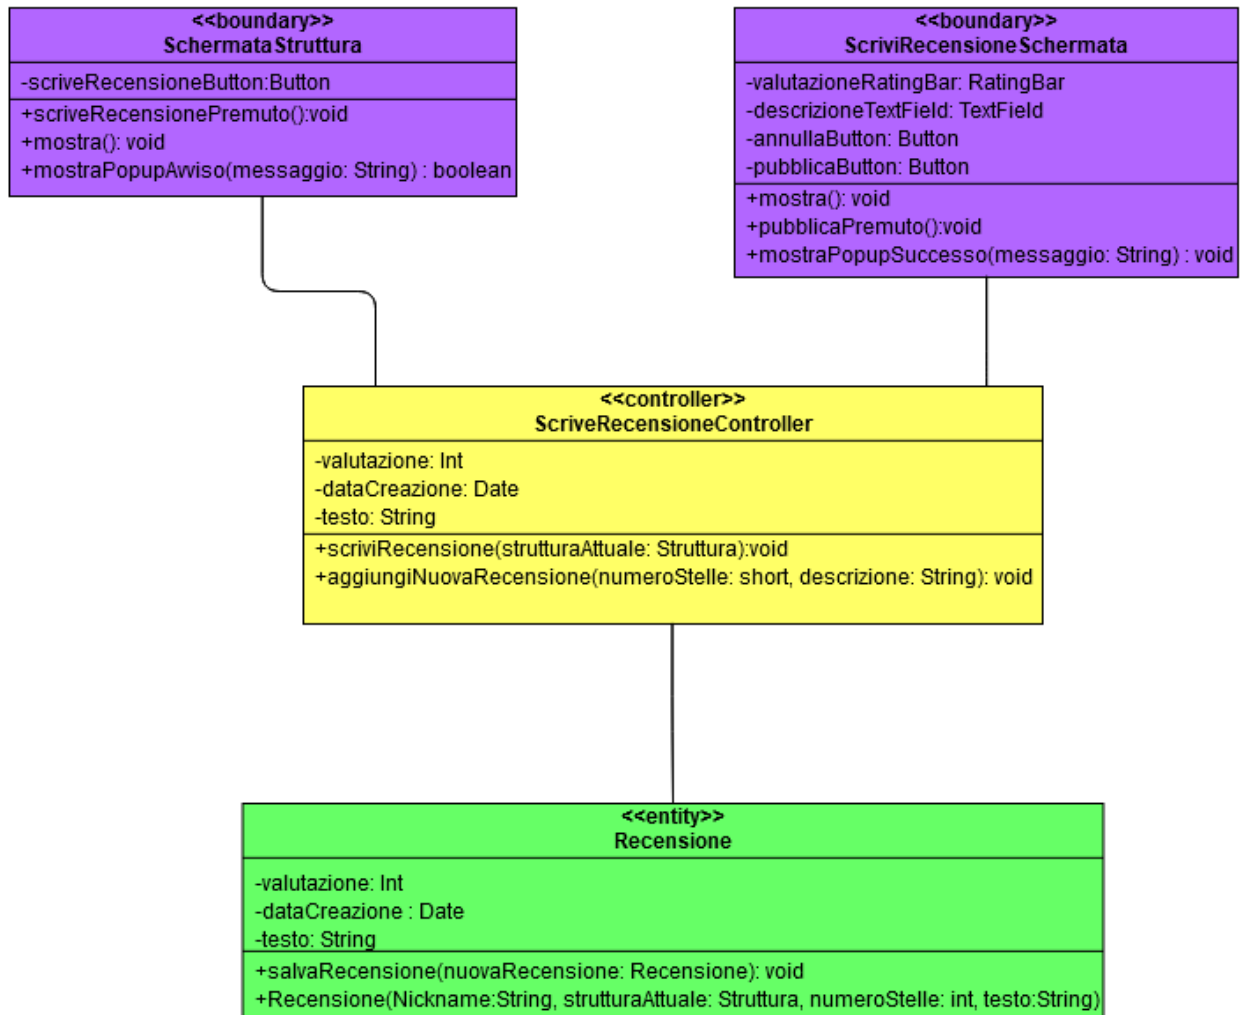 <<boundary>>
SchermataStruttura
-scriveRecensioneButton:Button
+scriveRecensionePremuto():void
+mostra(): void
+mostraPopupAvviso(messaggio: String) : boolean
<<boundary>>
ScriviRecensioneSchermata
-valutazioneRatingBar: RatingBar
-descrizioneTextField: TextField
-annullaButton: Button
-pubblicaButton: Button
+mostra(): void
+pubblicaPremuto():void
+mostraPopupSuccesso(messaggio: String) : void
<<controller>>
ScriveRecensioneController
-valutazione: Int
-dataCreazione: Date
-testo: String
+scriviRecensione(strutturaAttuale: Struttura):void
+aggiungiNuovaRecensione(numeroStelle: short, descrizione: String): void
<<entity>>
Recensione
-valutazione: Int
-dataCreazione : Date
-testo: String
+salvaRecensione(nuovaRecensione: Recensione): void
+Recensione(Nickname:String, strutturaAttuale: Struttura, numeroStelle: int, testo:String)